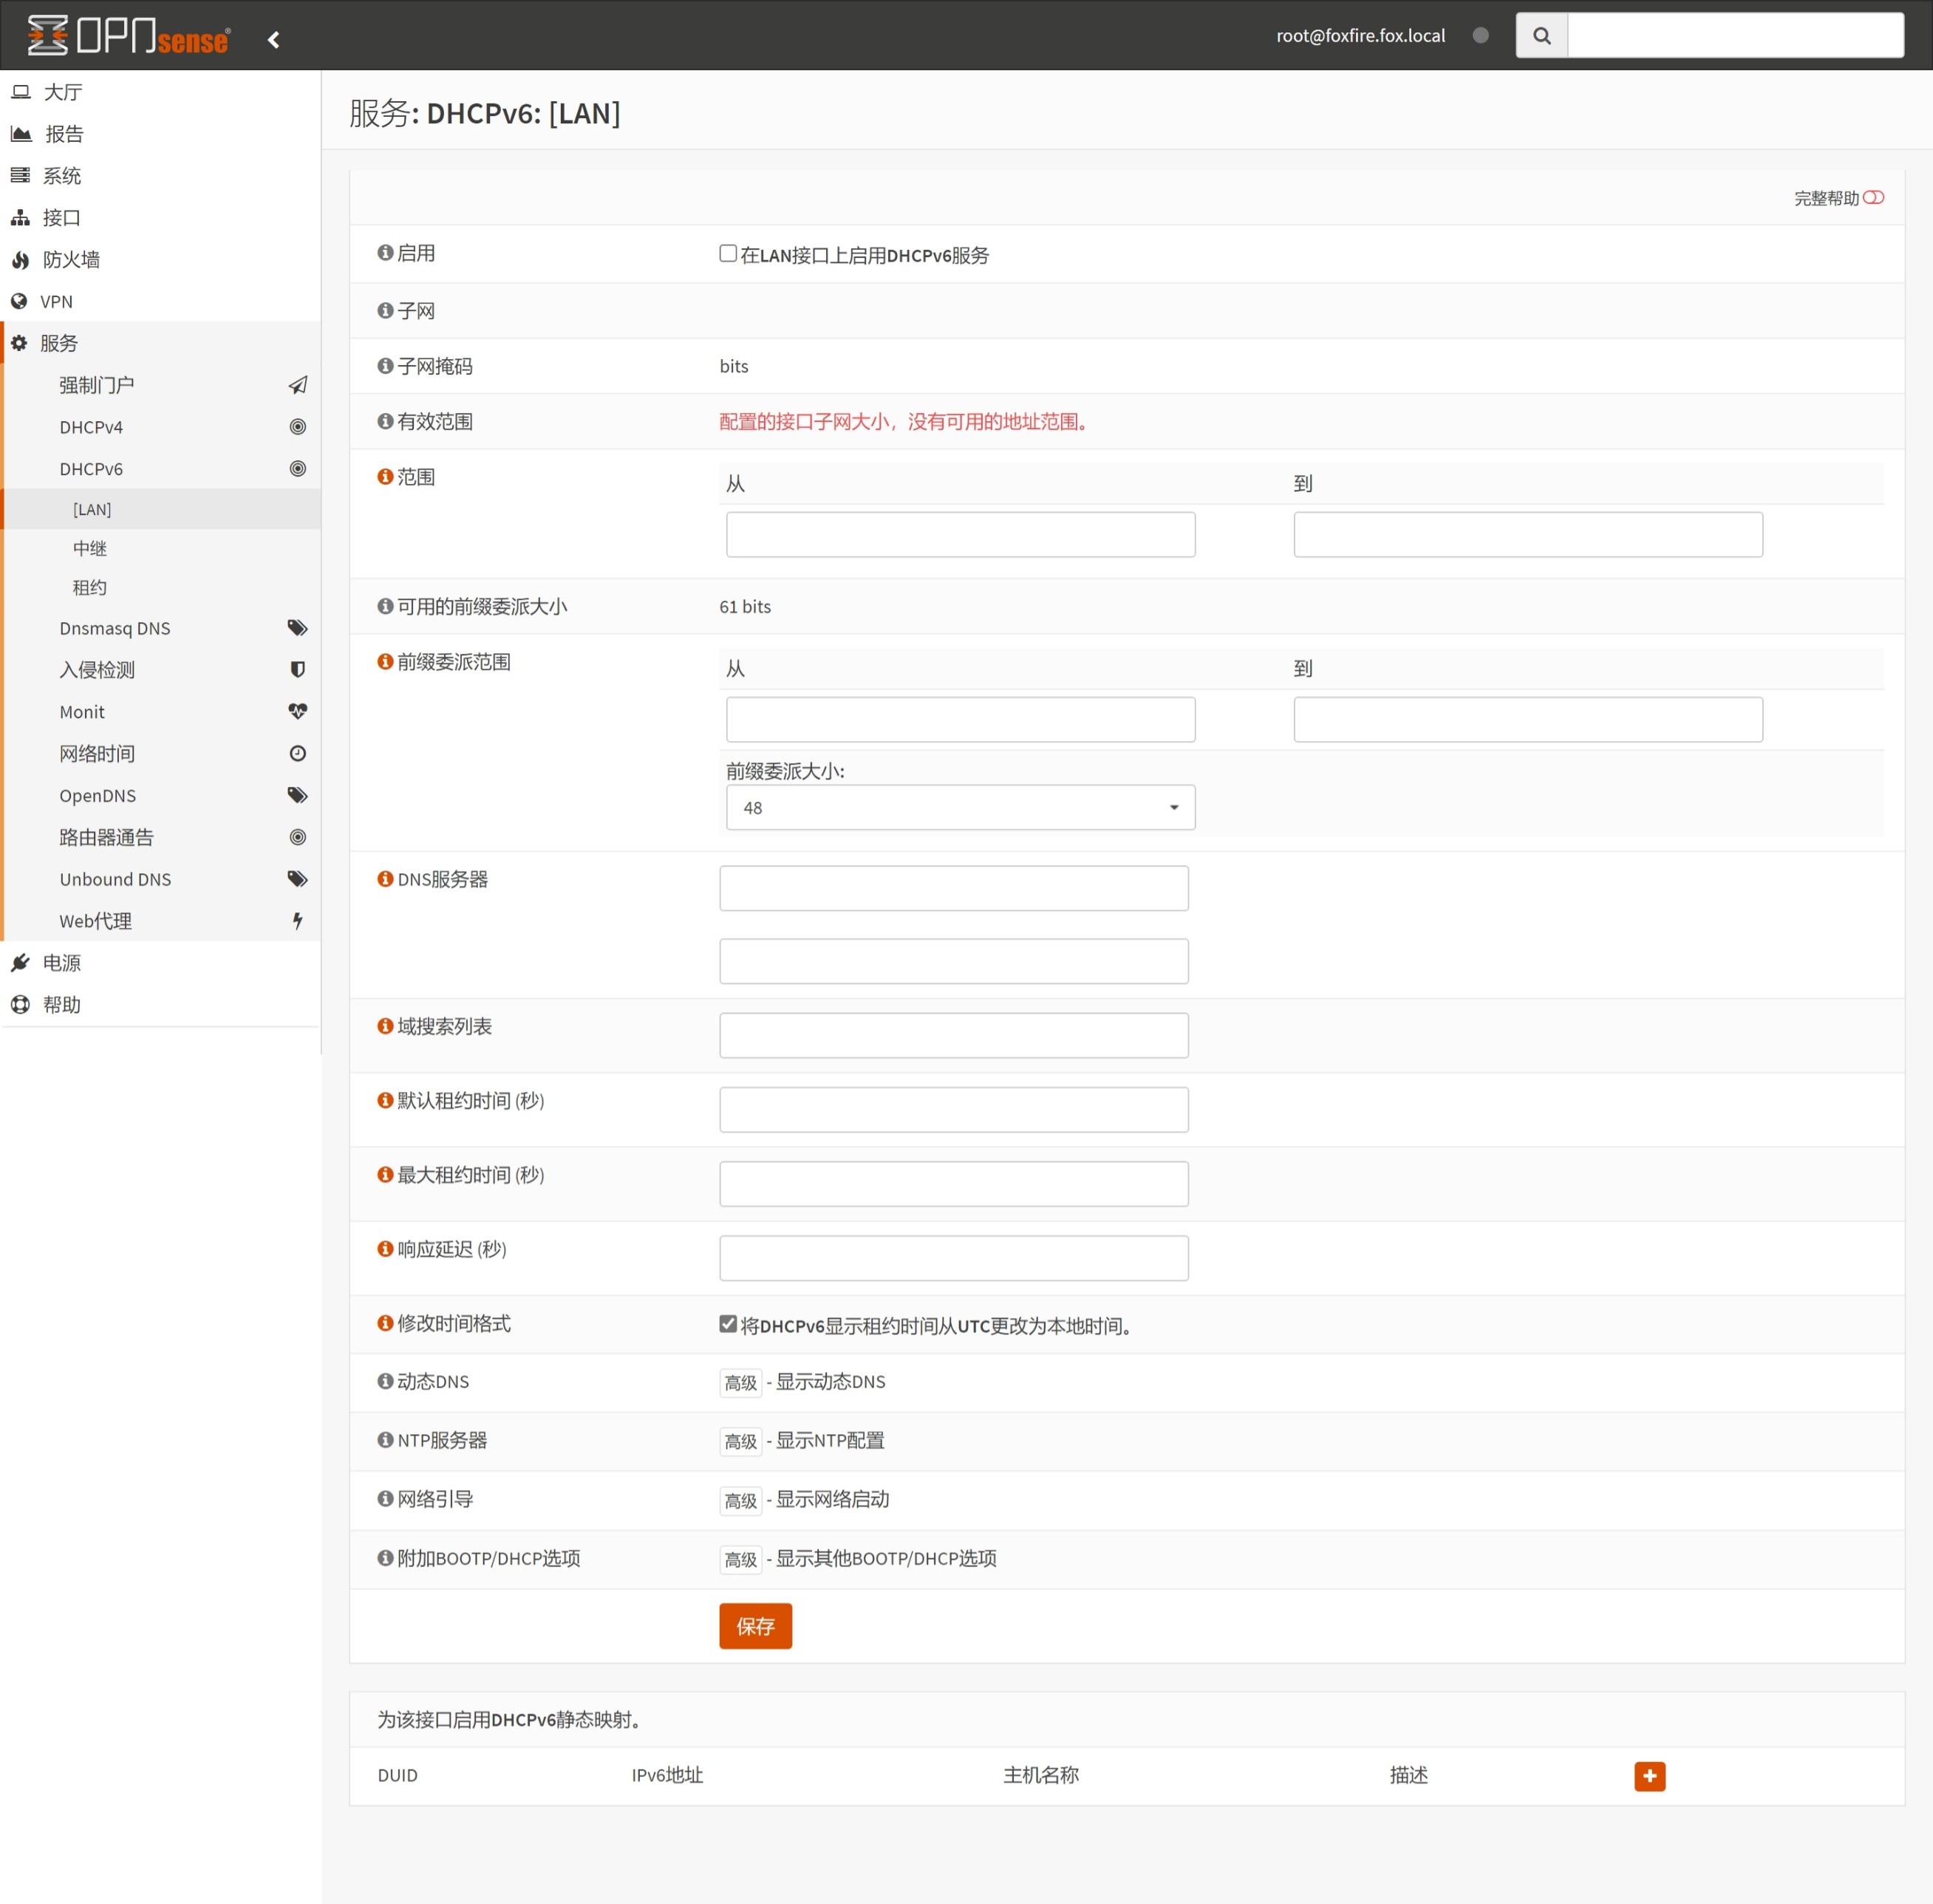 OPNsense®
root@foxfire.fox.local
大厅
报告
系统
接口
防火墙
VPN
服务
强制门户
DHCPv4
DHCPv6
[LAN]
中继
租约
Dnsmasq DNS
入侵检测
Monit
网络时间
OpenDNS
路由器通告
Unbound DNS
Web代理
电源
帮助
服务: DHCPv6: [LAN]
完整帮助
启用
在LAN接口上启用DHCPv6服务
子网
子网掩码
bits
有效范围
配置的接口子网大小，没有可用的地址范围。
范围
从
到
可用的前缀委派大小
61 bits
前缀委派范围
从
到
前缀委派大小:
48
DNS服务器
域搜索列表
默认租约时间 (秒)
最大租约时间 (秒)
响应延迟 (秒)
修改时间格式
将DHCPv6显示租约时间从UTC更改为本地时间。
动态DNS
高级 - 显示动态DNS
NTP服务器
高级 - 显示NTP配置
网络引导
高级 - 显示网络启动
附加BOOTP/DHCP选项
高级 - 显示其他BOOTP/DHCP选项
保存
为该接口启用DHCPv6静态映射。
DUID
IPv6地址
主机名称
描述